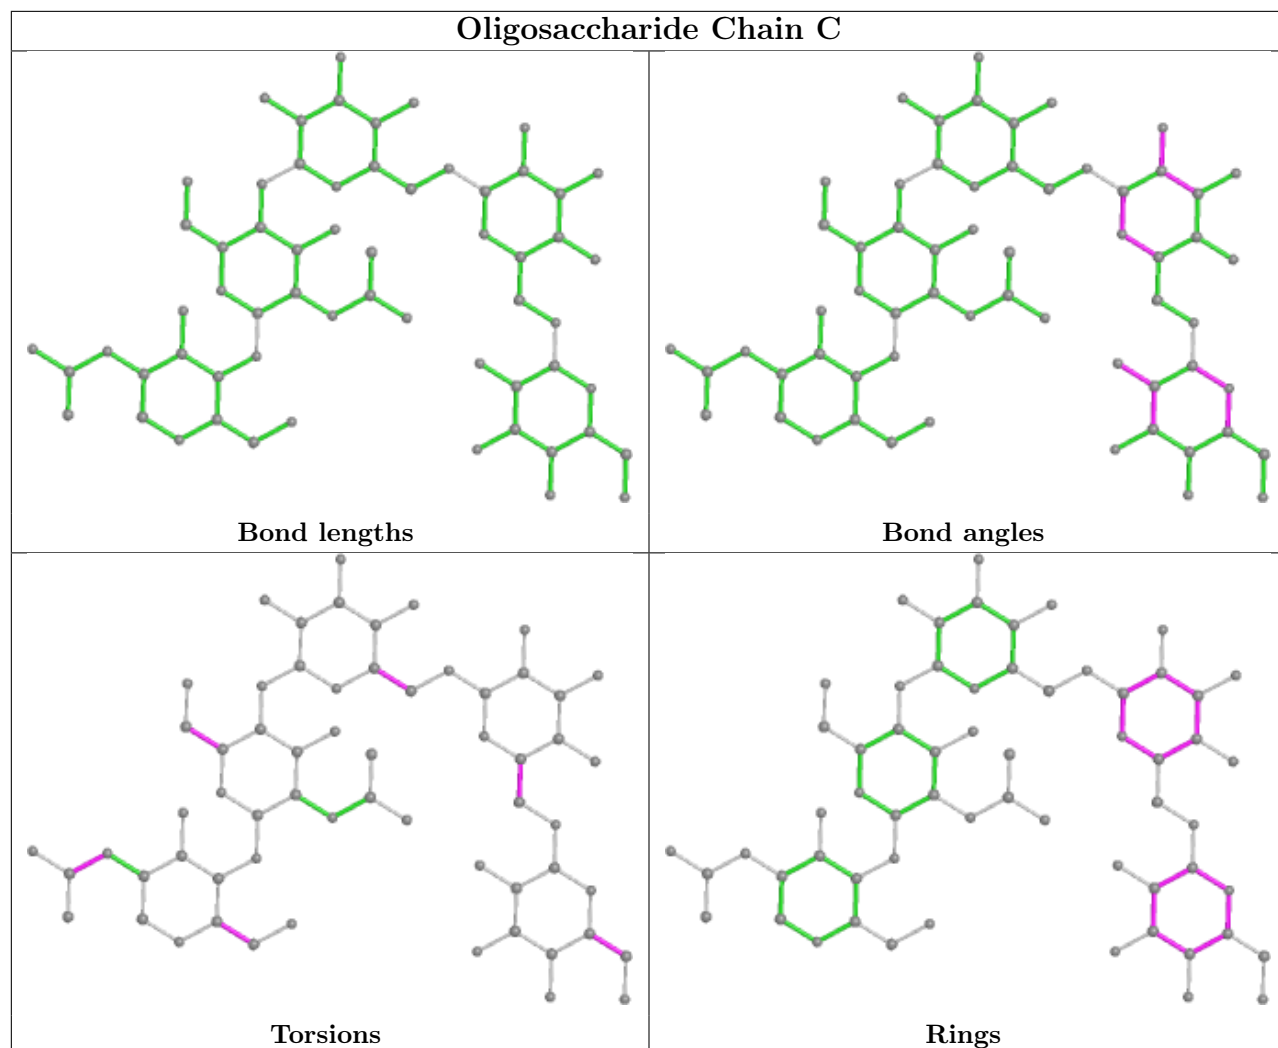 Oligosaccharide Chain C
Bond lengths
Bond angles
Torsions
Rings